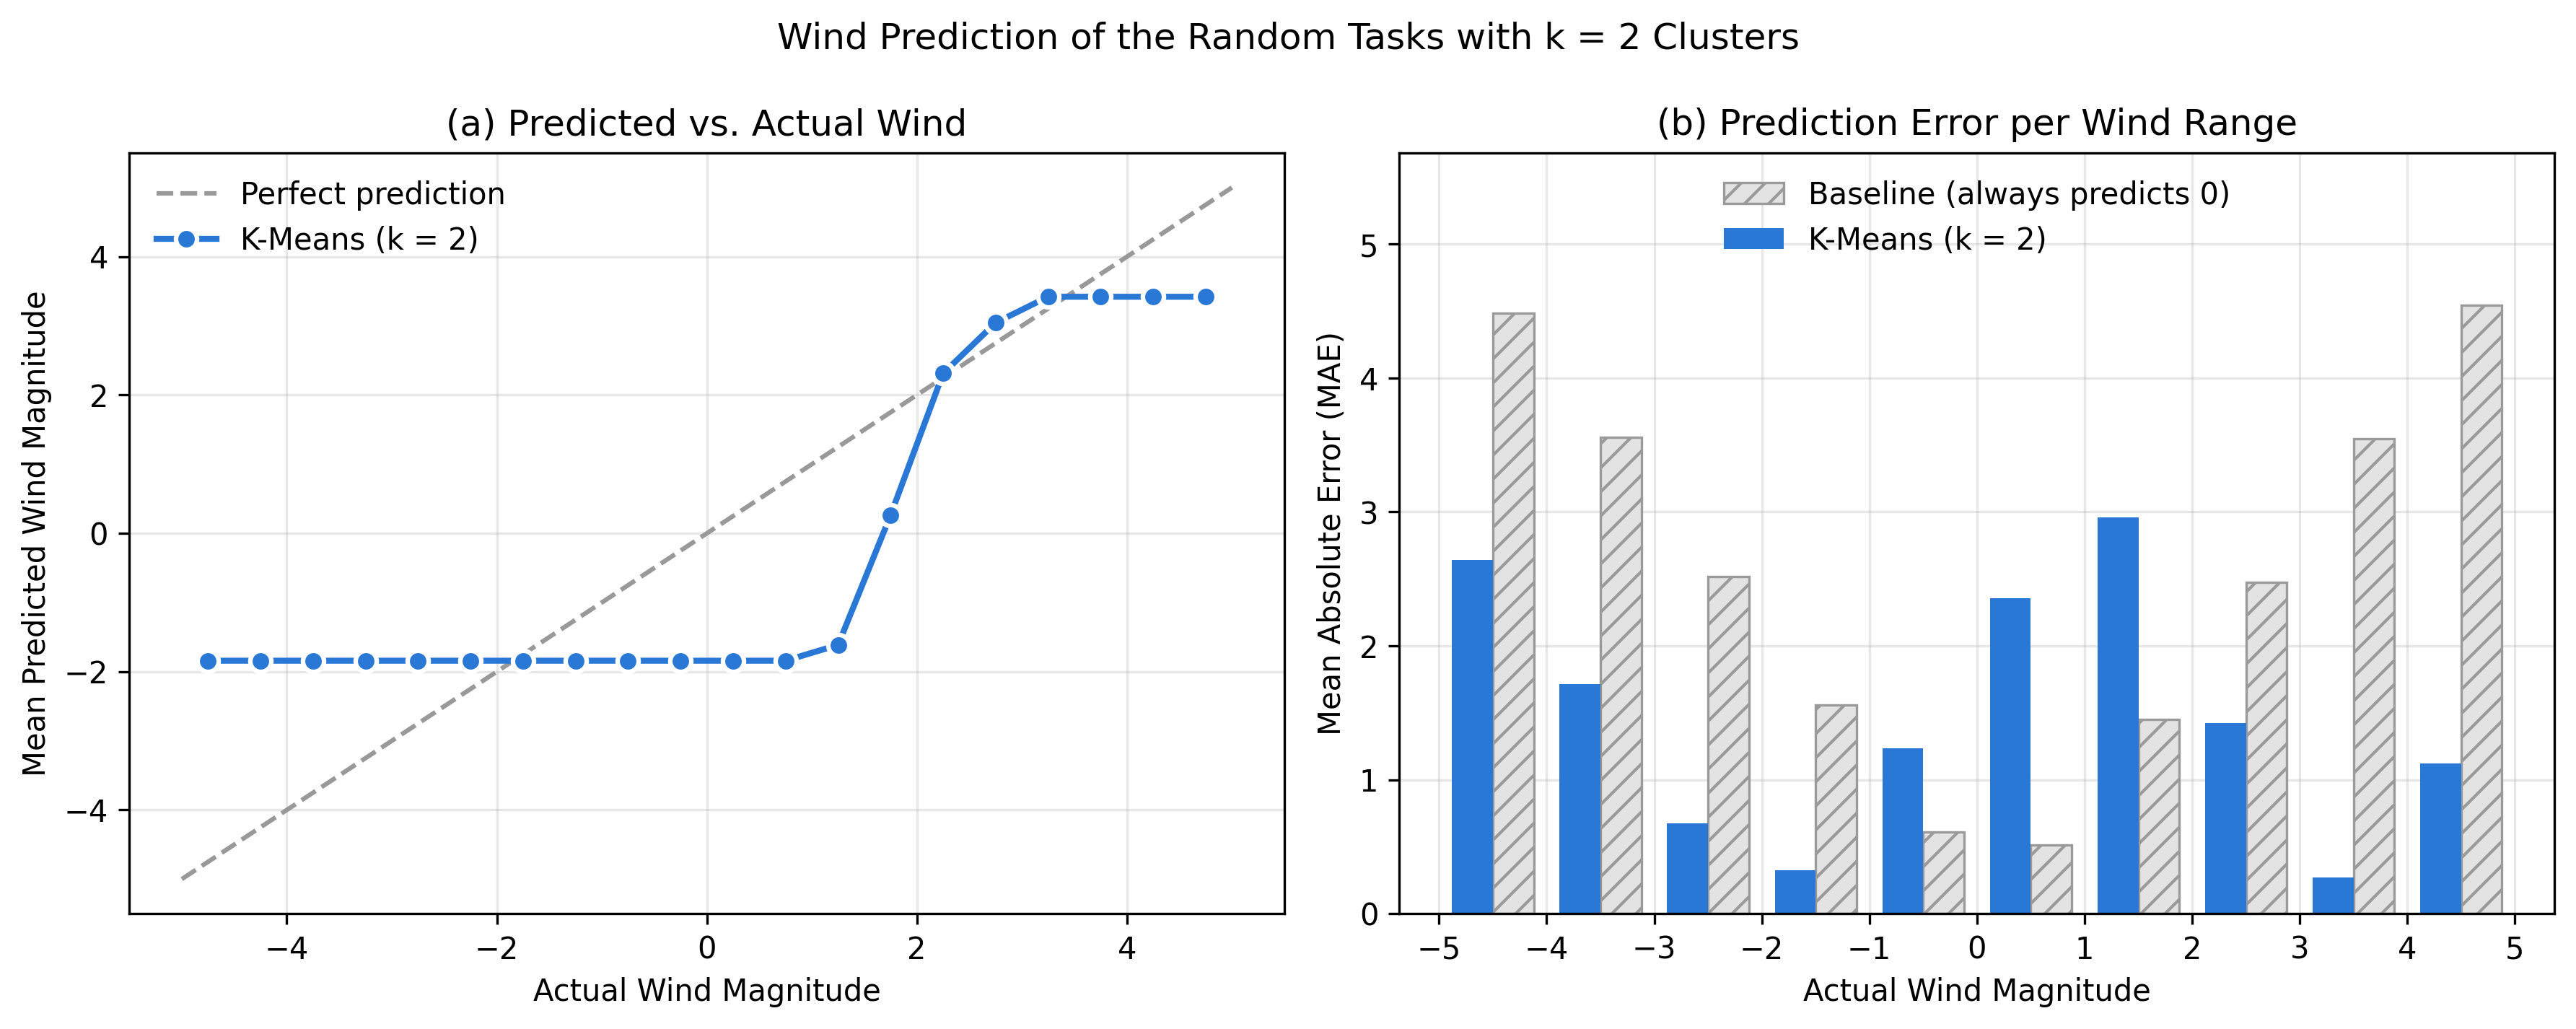 Wind Prediction of the Random Tasks with k = 2 Clusters
(a) Predicted vs. Actual Wind
Perfect prediction
K-Means (k = 2)
Mean Predicted Wind Magnitude
4
2
0
−2
−4
−4 −2 0 2 4
Actual Wind Magnitude
(b) Prediction Error per Wind Range
Baseline (always predicts 0)
K-Means (k = 2)
Mean Absolute Error (MAE)
5
4
3
2
1
0
−5 −4 −3 −2 −1 0 1 2 3 4 5
Actual Wind Magnitude